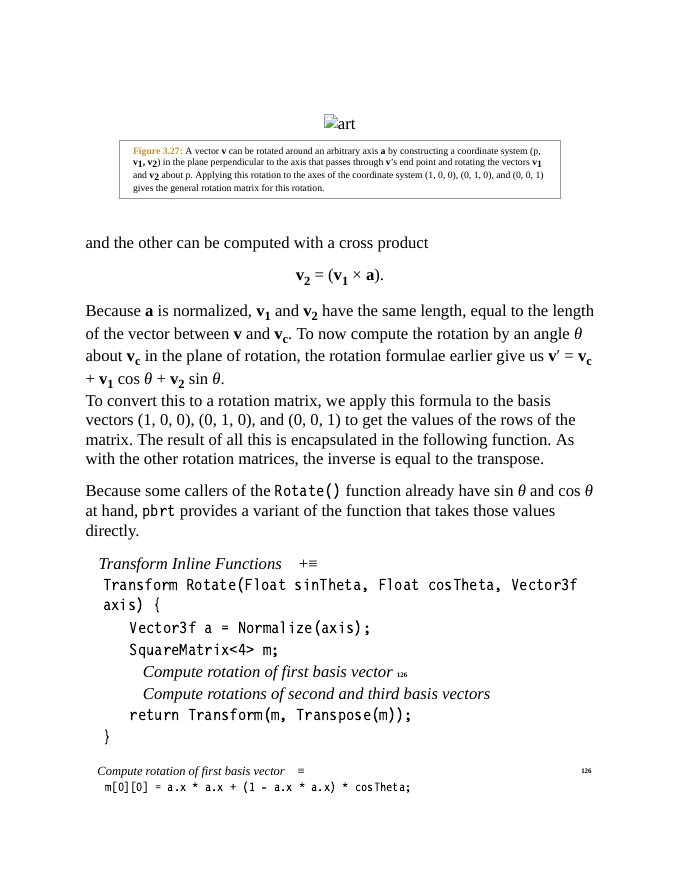 art
Figure 3.27: A vector v can be rotated around an arbitrary axis a by constructing a coordinate system (p,
v1, v2) in the plane perpendicular to the axis that passes through v's end point and rotating the vectors v1
and v2 about p. Applying this rotation to the axes of the coordinate system (1, 0, 0), (0, 1, 0), and (0, 0, 1)
gives the general rotation matrix for this rotation.
and the other can be computed with a cross product
v2 = (v1 × a).
Because a is normalized, v1 and v2 have the same length, equal to the length
of the vector between v and vc. To now compute the rotation by an angle θ
about vc in the plane of rotation, the rotation formulae earlier give us v′ = vc
+ v1 cos θ + v2 sin θ.
To convert this to a rotation matrix, we apply this formula to the basis
vectors (1, 0, 0), (0, 1, 0), and (0, 0, 1) to get the values of the rows of the
matrix. The result of all this is encapsulated in the following function. As
with the other rotation matrices, the inverse is equal to the transpose.
Because some callers of the Rotate() function already have sin θ and cos θ
at hand, pbrt provides a variant of the function that takes those values
directly.
Transform Inline Functions +≡
Transform Rotate(Float sinTheta, Float cosTheta, Vector3f
axis) {
Vector3f a = Normalize(axis);
SquareMatrix<4> m;
Compute rotation of first basis vector 126
Compute rotations of second and third basis vectors
return Transform(m, Transpose(m));
}
Compute rotation of first basis vector ≡ 126
m[0][0] = a.x * a.x + (1 - a.x * a.x) * cosTheta;